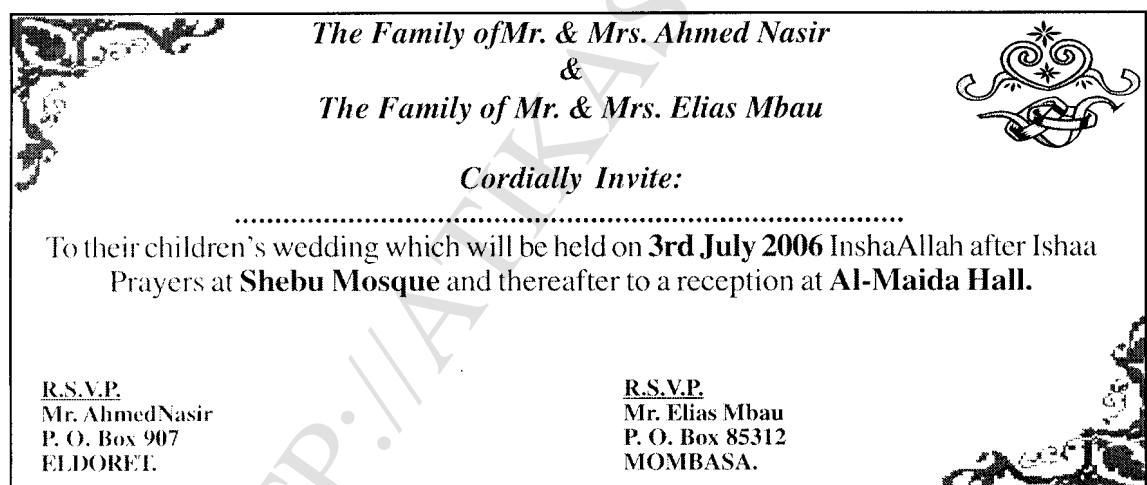 The Family ofMr. & Mrs. Ahmed Nasir
&
The Family of Mr. & Mrs. Elias Mbau
Cordially Invite:
....................................................................................
To their children's wedding which will be held on 3rd July 2006 InshaAllah after Ishaa
Prayers at Shebu Mosque and thereafter to a reception at Al-Maida Hall.
R.S.V.P.
Mr. AhmedNasir
P. O. Box 907
ELDORET.
R.S.V.P.
Mr. Elias Mbau
P. O. Box 85312
MOMBASA.
TP://ATIKAS